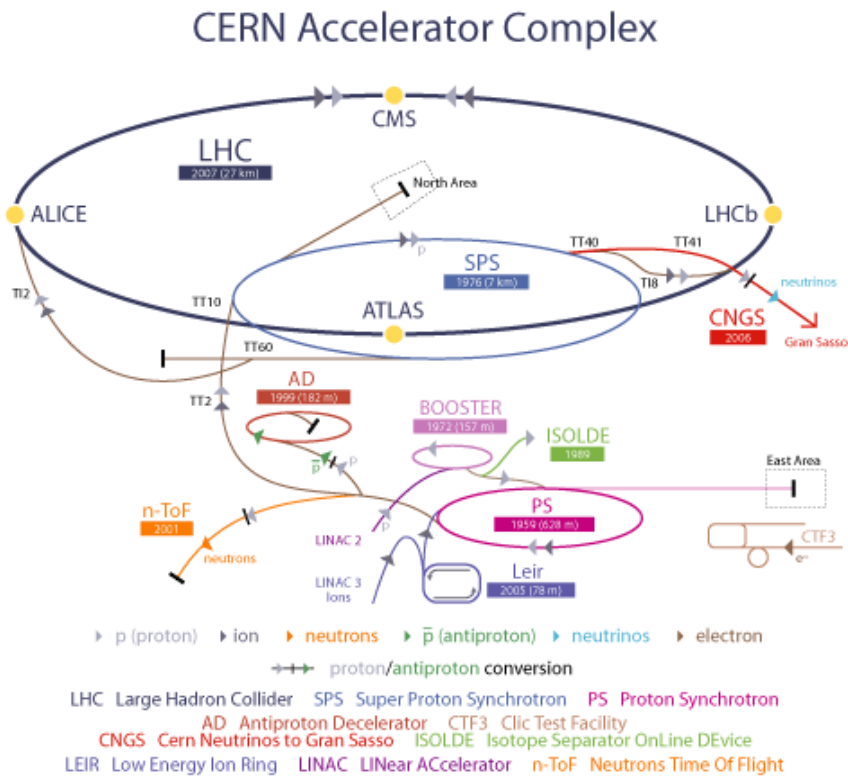 CERN Accelerator Complex
CMS
LHC
2007 (27 km)
North Area
ALICE
LHCb
TT40
TT41
p
SPS
1976 (7 km)
TI8
neutrinos
TI2
TT10
ATLAS
CNGS
2006
Gran Sasso
TT60
AD
1999 (182 m)
TT2
BOOSTER
1972 (157 m)
ISOLDE
1989
p̅
p
East Area
n-ToF
2001
PS
1959 (628 m)
LINAC 2
p
neutrons
CTF3
e-
LINAC 3
Ions
Leir
2005 (78 m)
p (proton) ion neutrons p̅ (antiproton) neutrinos electron
proton/antiproton conversion
LHC Large Hadron Collider SPS Super Proton Synchrotron PS Proton Synchrotron
AD Antiproton Decelerator CTF3 Clic Test Facility
CNGS Cern Neutrinos to Gran Sasso ISOLDE Isotope Separator OnLine DEvice
LEIR Low Energy Ion Ring LINAC LINear ACcelerator n-ToF Neutrons Time Of Flight